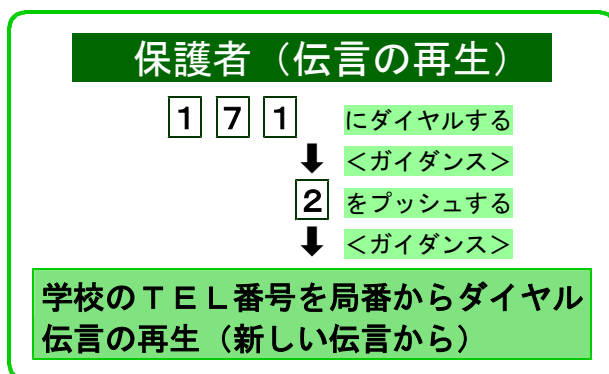 保護者（伝言の再生）
１ ７ １ にダイヤルする
＜ガイダンス＞
２ をプッシュする
＜ガイダンス＞
学校のＴＥＬ番号を局番からダイヤル
伝言の再生（新しい伝言から）